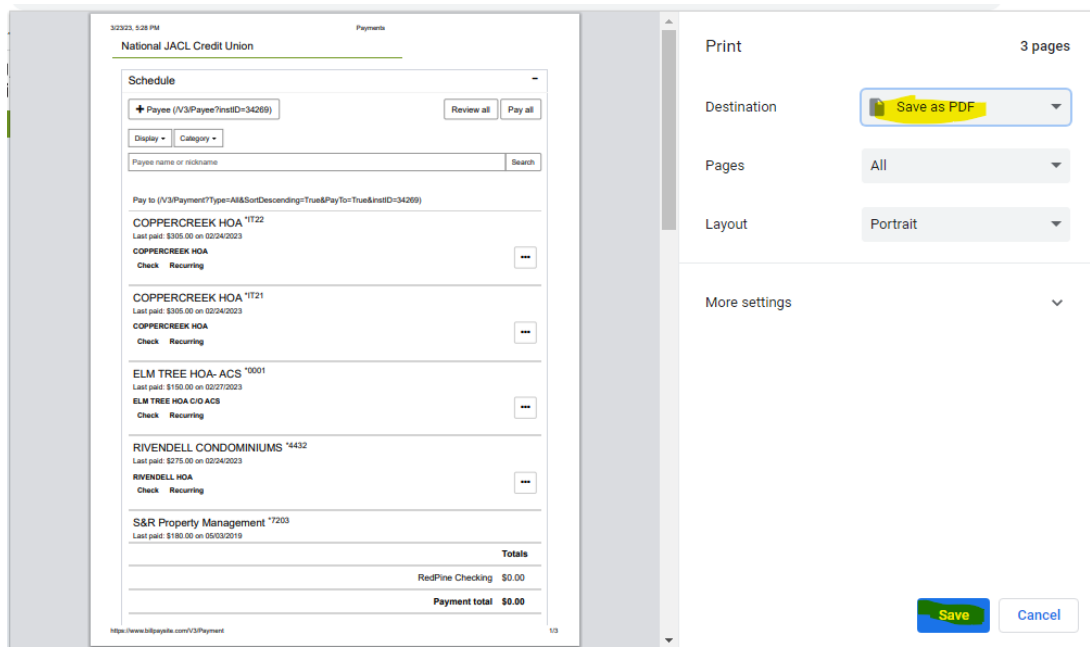 3/23/23, 5:28 PM Payments
National JACL Credit Union
Schedule −
+ Payee (/V3/Payee?instID=34269) Review all Pay all
Display Category
Payee name or nickname Search
Pay to (/V3/Payment?Type=All&SortDescending=True&PayTo=True&instID=34269)
COPPERCREEK HOA *IT22
Last paid: $305.00 on 02/24/2023
COPPERCREEK HOA
Check Recurring
COPPERCREEK HOA *IT21
Last paid: $305.00 on 02/24/2023
COPPERCREEK HOA
Check Recurring
ELM TREE HOA- ACS *0001
Last paid: $150.00 on 02/27/2023
ELM TREE HOA C/O ACS
Check Recurring
RIVENDELL CONDOMINIUMS *4432
Last paid: $275.00 on 02/24/2023
RIVENDELL HOA
Check Recurring
S&R Property Management *7203
Last paid: $180.00 on 05/03/2019
Totals
RedPine Checking $0.00
Payment total $0.00
https://www.billpaysite.com/V3/Payment 1/3
Print 3 pages
Destination Save as PDF
Pages All
Layout Portrait
More settings
Save Cancel